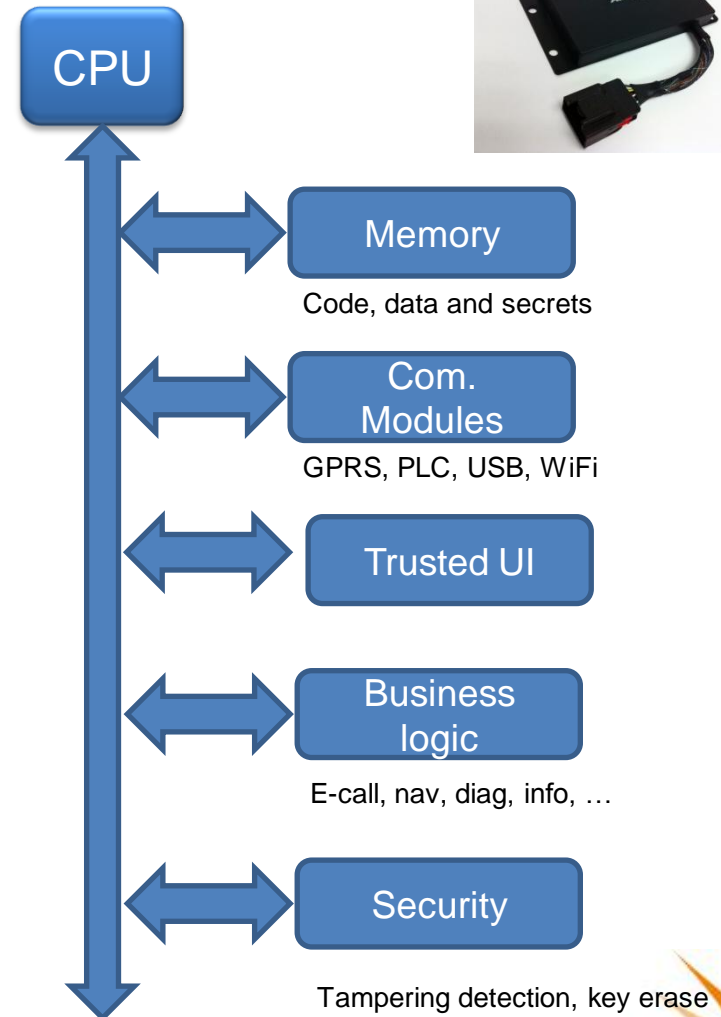 CPU
Memory
Code, data and secrets
Com.
Modules
GPRS, PLC, USB, WiFi
Trusted UI
Business
logic
E-call, nav, diag, info, …
Security
Tampering detection, key erase